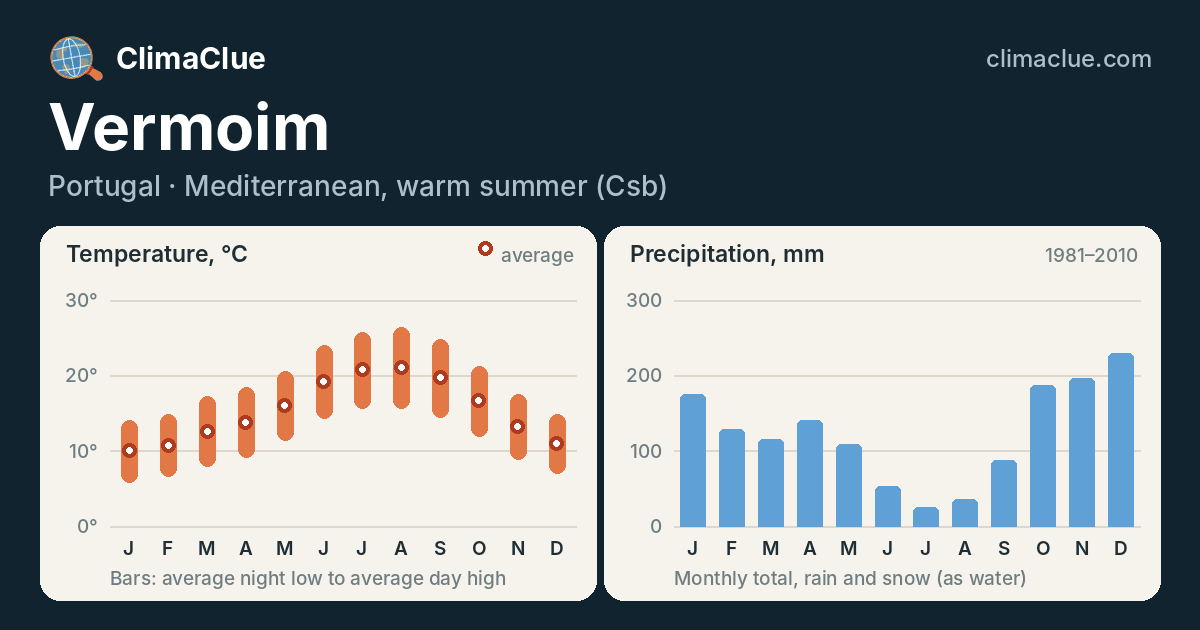 ClimaClue
climaclue.com
Vermoim
Portugal · Mediterranean, warm summer (Csb)
Temperature, °C
average
30°
20°
10°
0°
J F M A M J J A S O N D
Bars: average night low to average day high
Precipitation, mm
1981–2010
300
200
100
0
J F M A M J J A S O N D
Monthly total, rain and snow (as water)